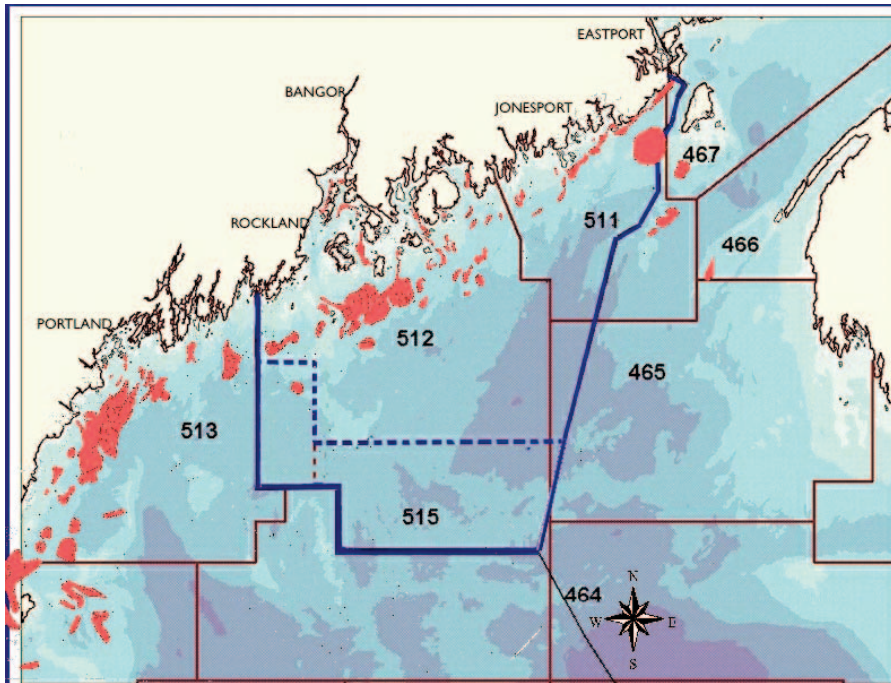 EASTPORT
BANGOR
JONESPORT
467
ROCKLAND
511
466
PORTLAND
512
465
513
515
464
N
W
E
S